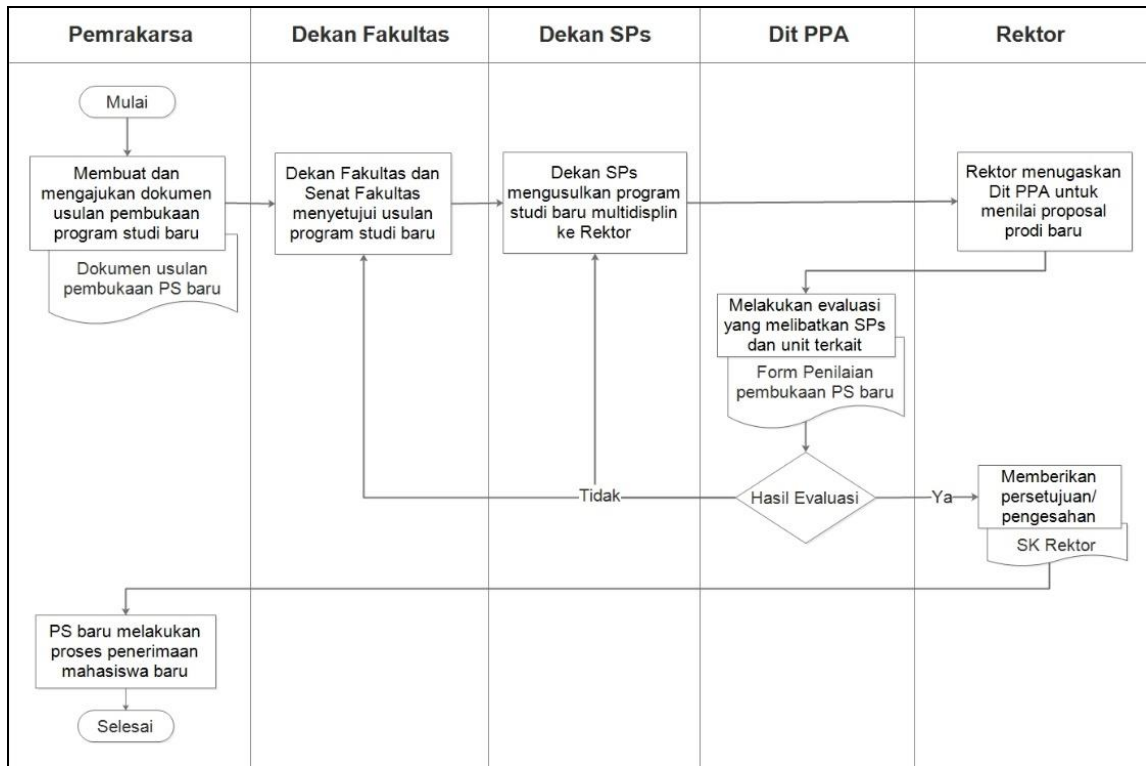 Pemrakarsa
Dekan Fakultas
Dekan SPs
Dit PPA
Rektor
Mulai
Membuat dan
mengajukan dokumen
usulan pembukaan
program studi baru
Dokumen usulan
pembukaan PS baru
Dekan Fakultas dan
Senat Fakultas
menyetujui usulan
program studi baru
Dekan SPs
mengusulkan program
studi baru multidisplin
ke Rektor
Rektor menugaskan
Dit PPA untuk
menilai proposal
prodi baru
Melakukan evaluasi
yang melibatkan SPs
dan unit terkait
Form Penilaian
pembukaan PS baru
Hasil Evaluasi
Tidak
Ya
Memberikan
persetujuan/
pengesahan
SK Rektor
PS baru melakukan
proses penerimaan
mahasiswa baru
Selesai